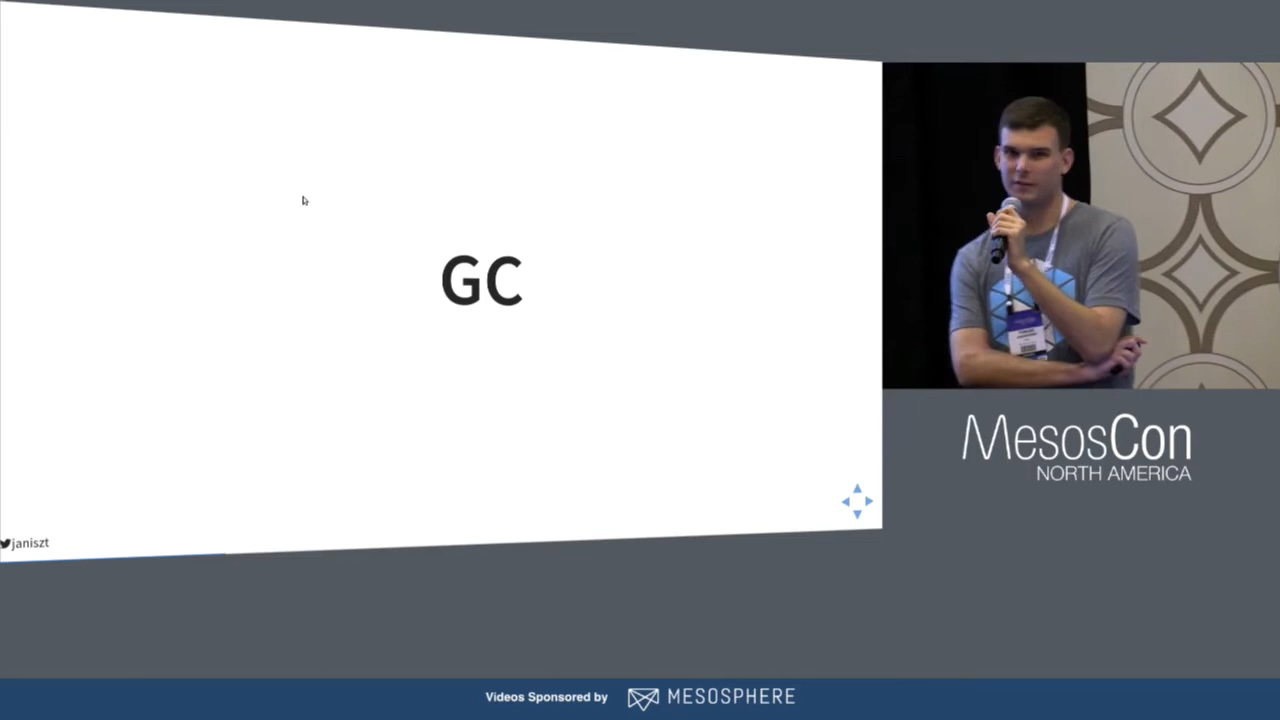 GC
janiszt
MesosCon
NORTH AMERICA
Videos Sponsored by MESOSPHERE